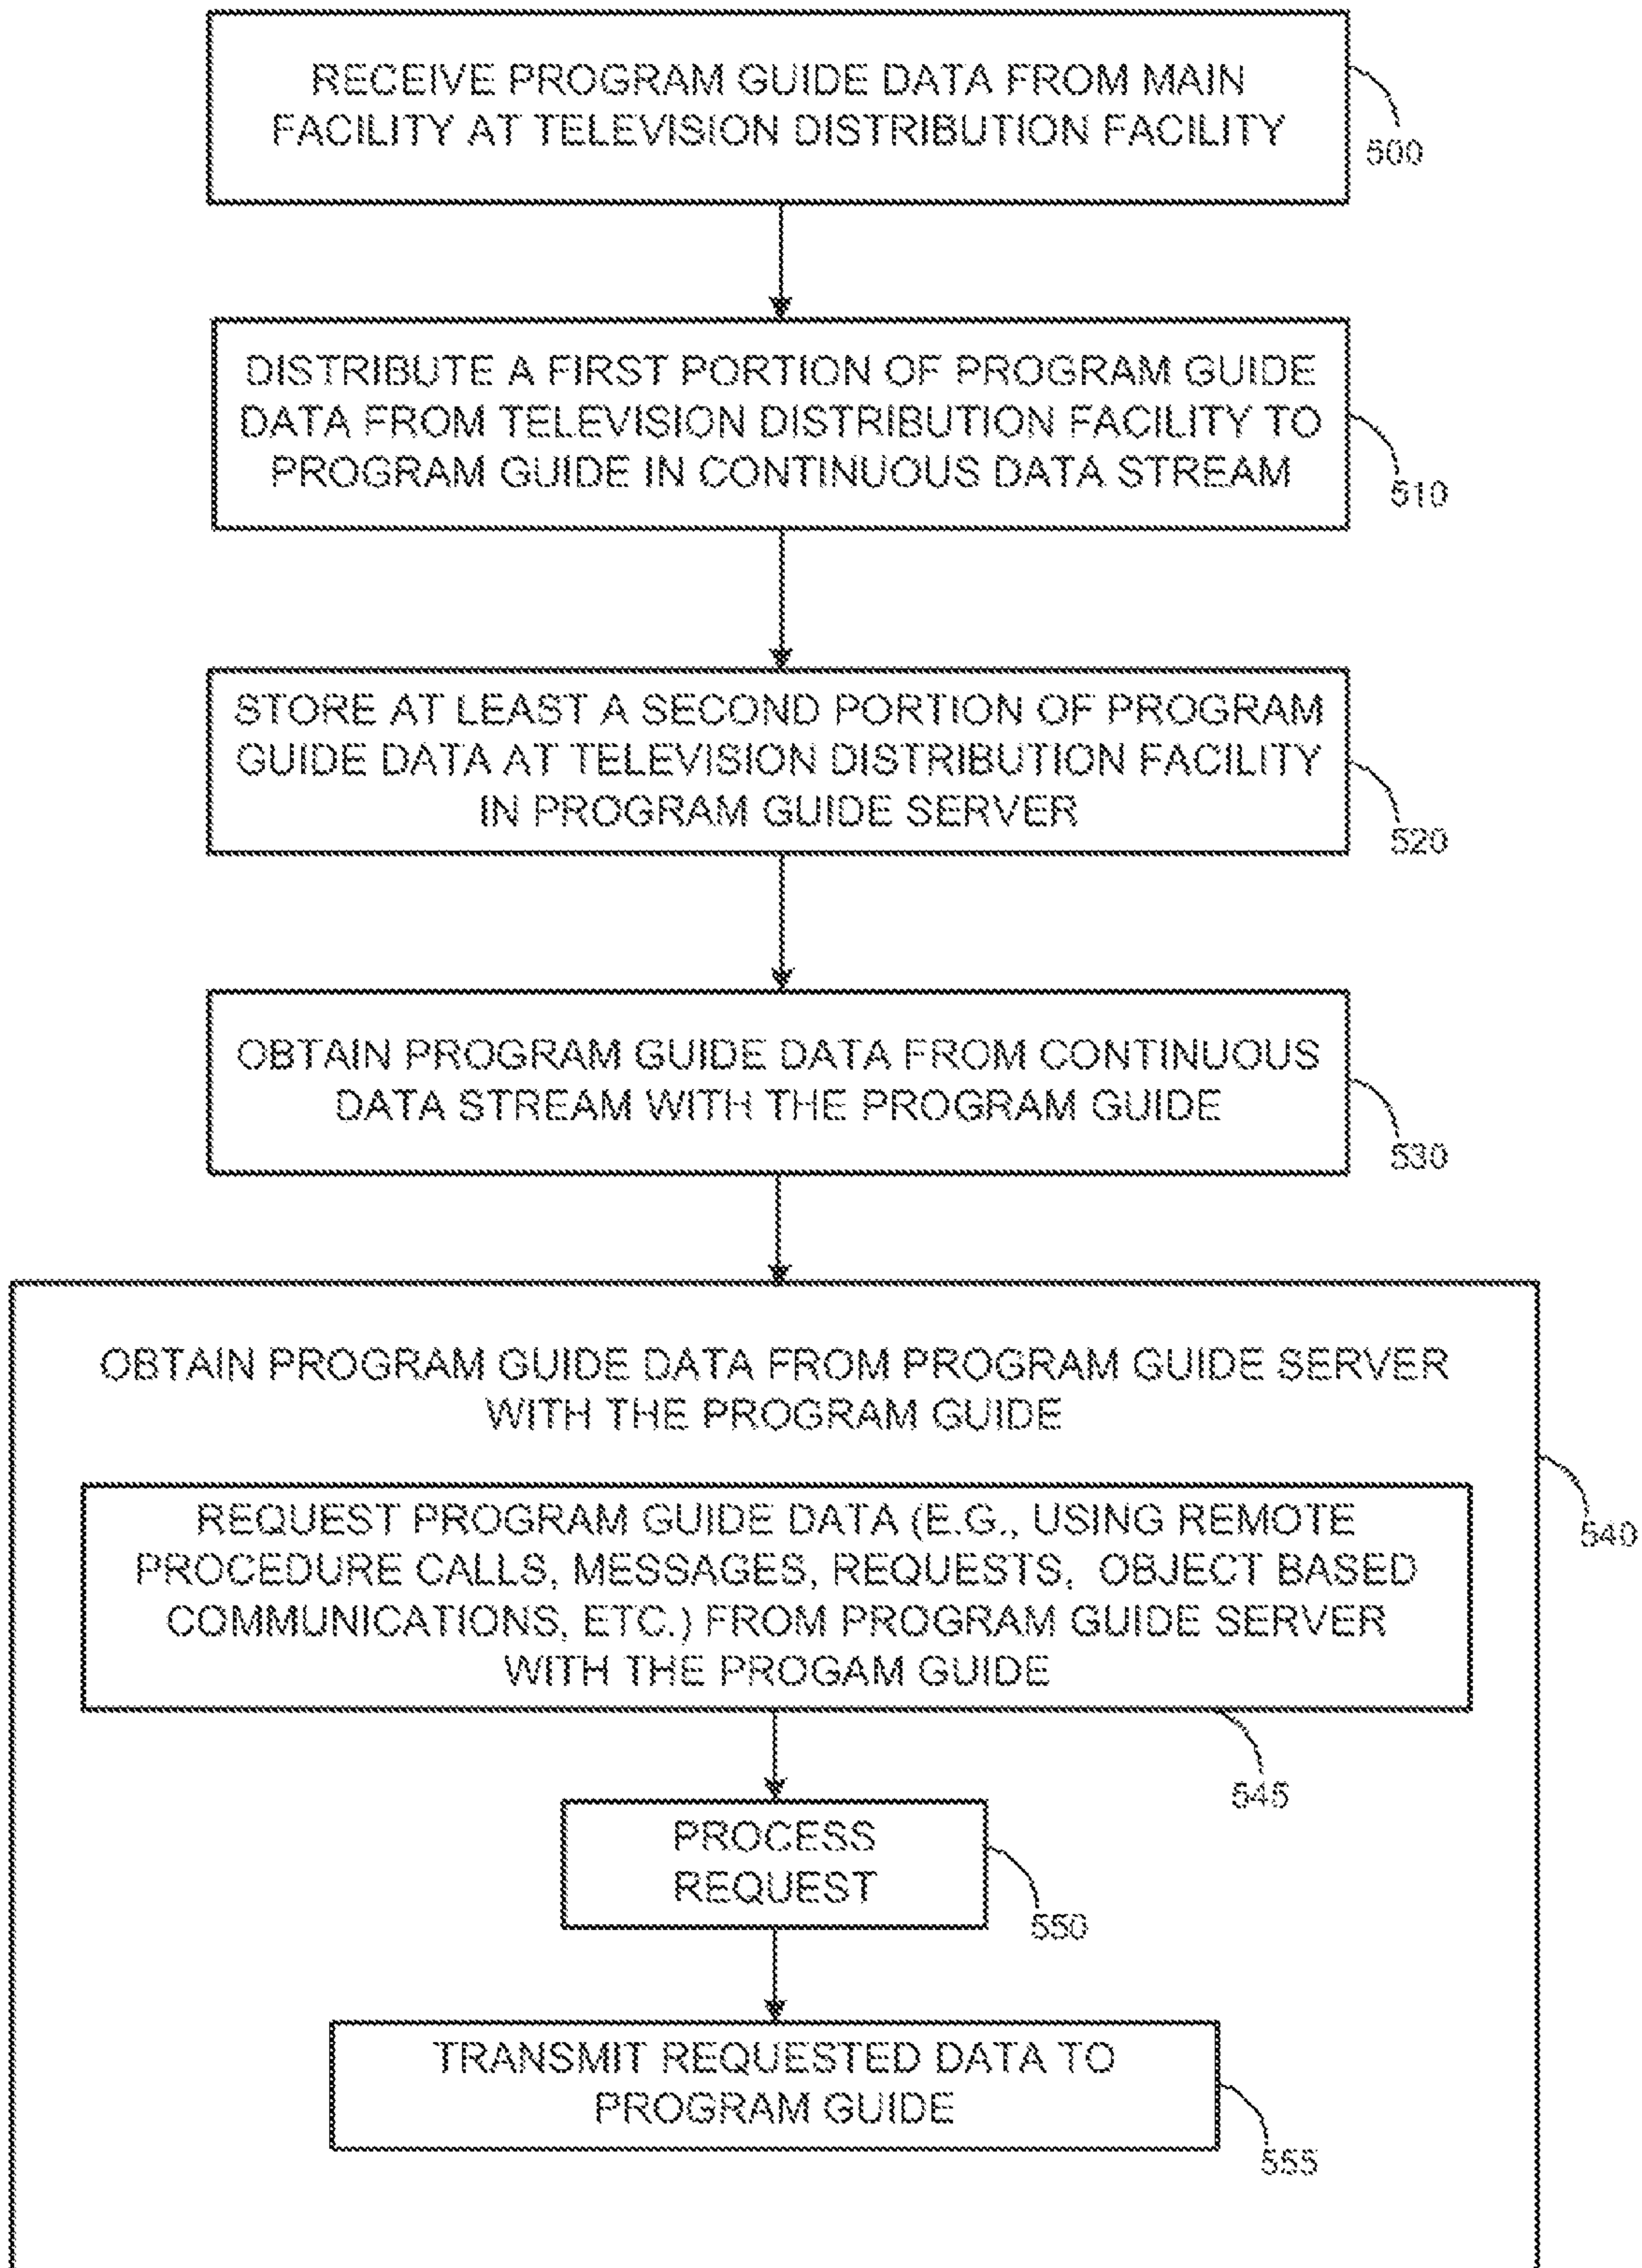 RECEIVE PROGRAM GUIDE DATA FROM MAIN
FACILITY AT TELEVISION DISTRIBUTION FACILITY
500
DISTRIBUTE A FIRST PORTION OF PROGRAM GUIDE
DATA FROM TELEVISION DISTRIBUTION FACILITY TO
PROGRAM GUIDE IN CONTINUOUS DATA STREAM
510
STORE AT LEAST A SECOND PORTION OF PROGRAM
GUIDE DATA AT TELEVISION DISTRIBUTION FACILITY
IN PROGRAM GUIDE SERVER
520
OBTAIN PROGRAM GUIDE DATA FROM CONTINUOUS
DATA STREAM WITH THE PROGRAM GUIDE
530
OBTAIN PROGRAM GUIDE DATA FROM PROGRAM GUIDE SERVER
WITH THE PROGRAM GUIDE
540
REQUEST PROGRAM GUIDE DATA (E.G., USING REMOTE
PROCEDURE CALLS, MESSAGES, REQUESTS, OBJECT BASED
COMMUNICATIONS, ETC.) FROM PROGRAM GUIDE SERVER
WITH THE PROGAM GUIDE
545
PROCESS
REQUEST
550
TRANSMIT REQUESTED DATA TO
PROGRAM GUIDE
555